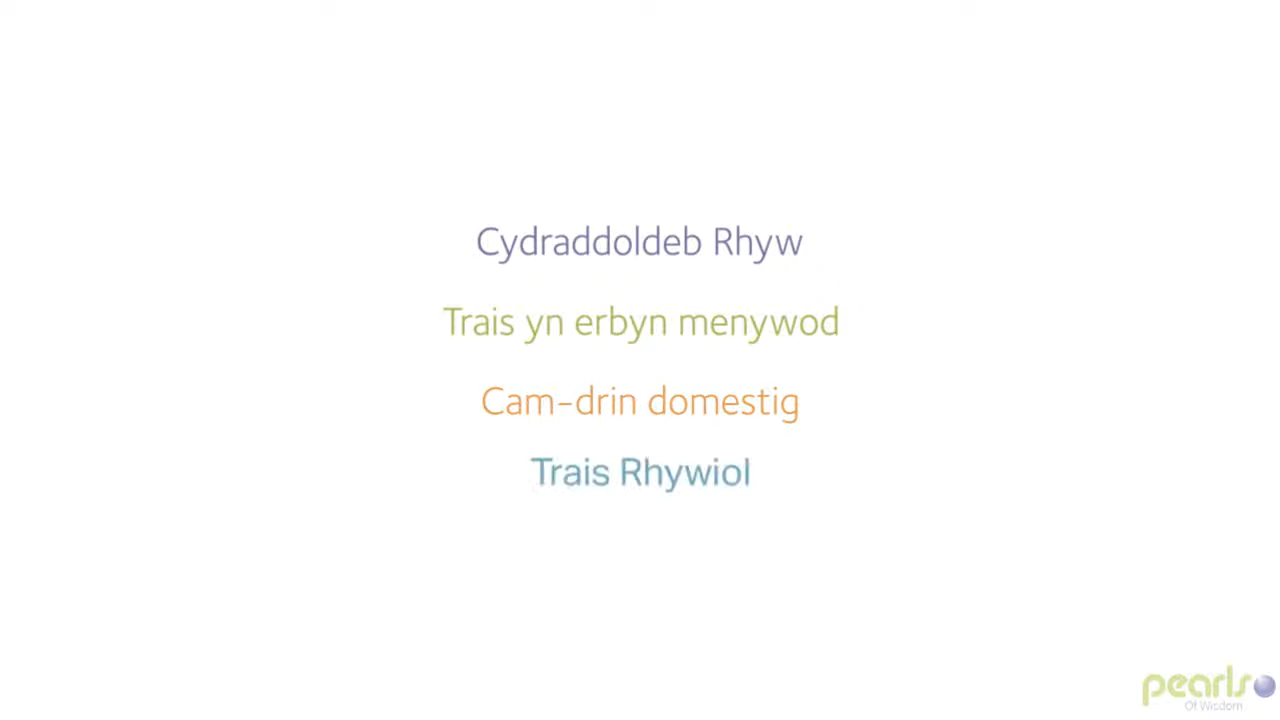 Cydraddoldeb Rhyw
Trais yn erbyn menywod
Cam-drin domestig
Trais Rhywiol
pearls
Of Wisdom